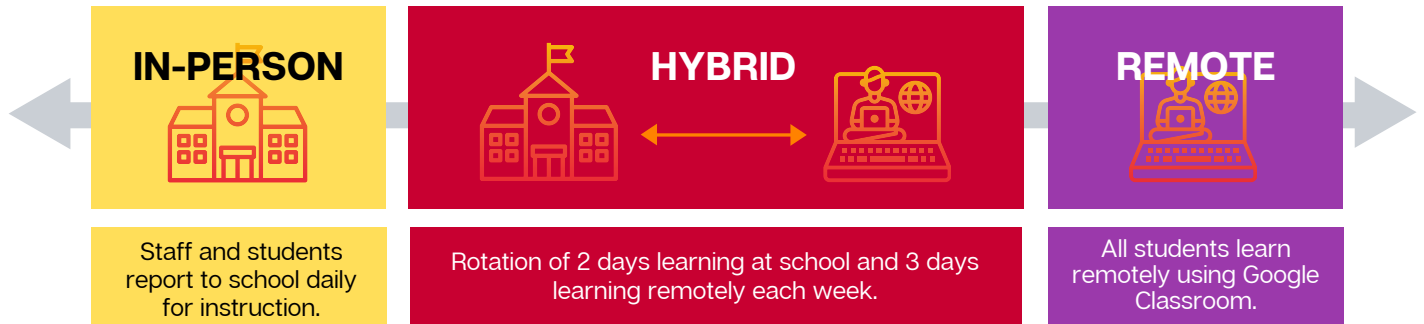 IN-PERSON
HYBRID
REMOTE
Staff and students
report to school daily
for instruction.
Rotation of 2 days learning at school and 3 days
learning remotely each week.
All students learn
remotely using Google
Classroom.